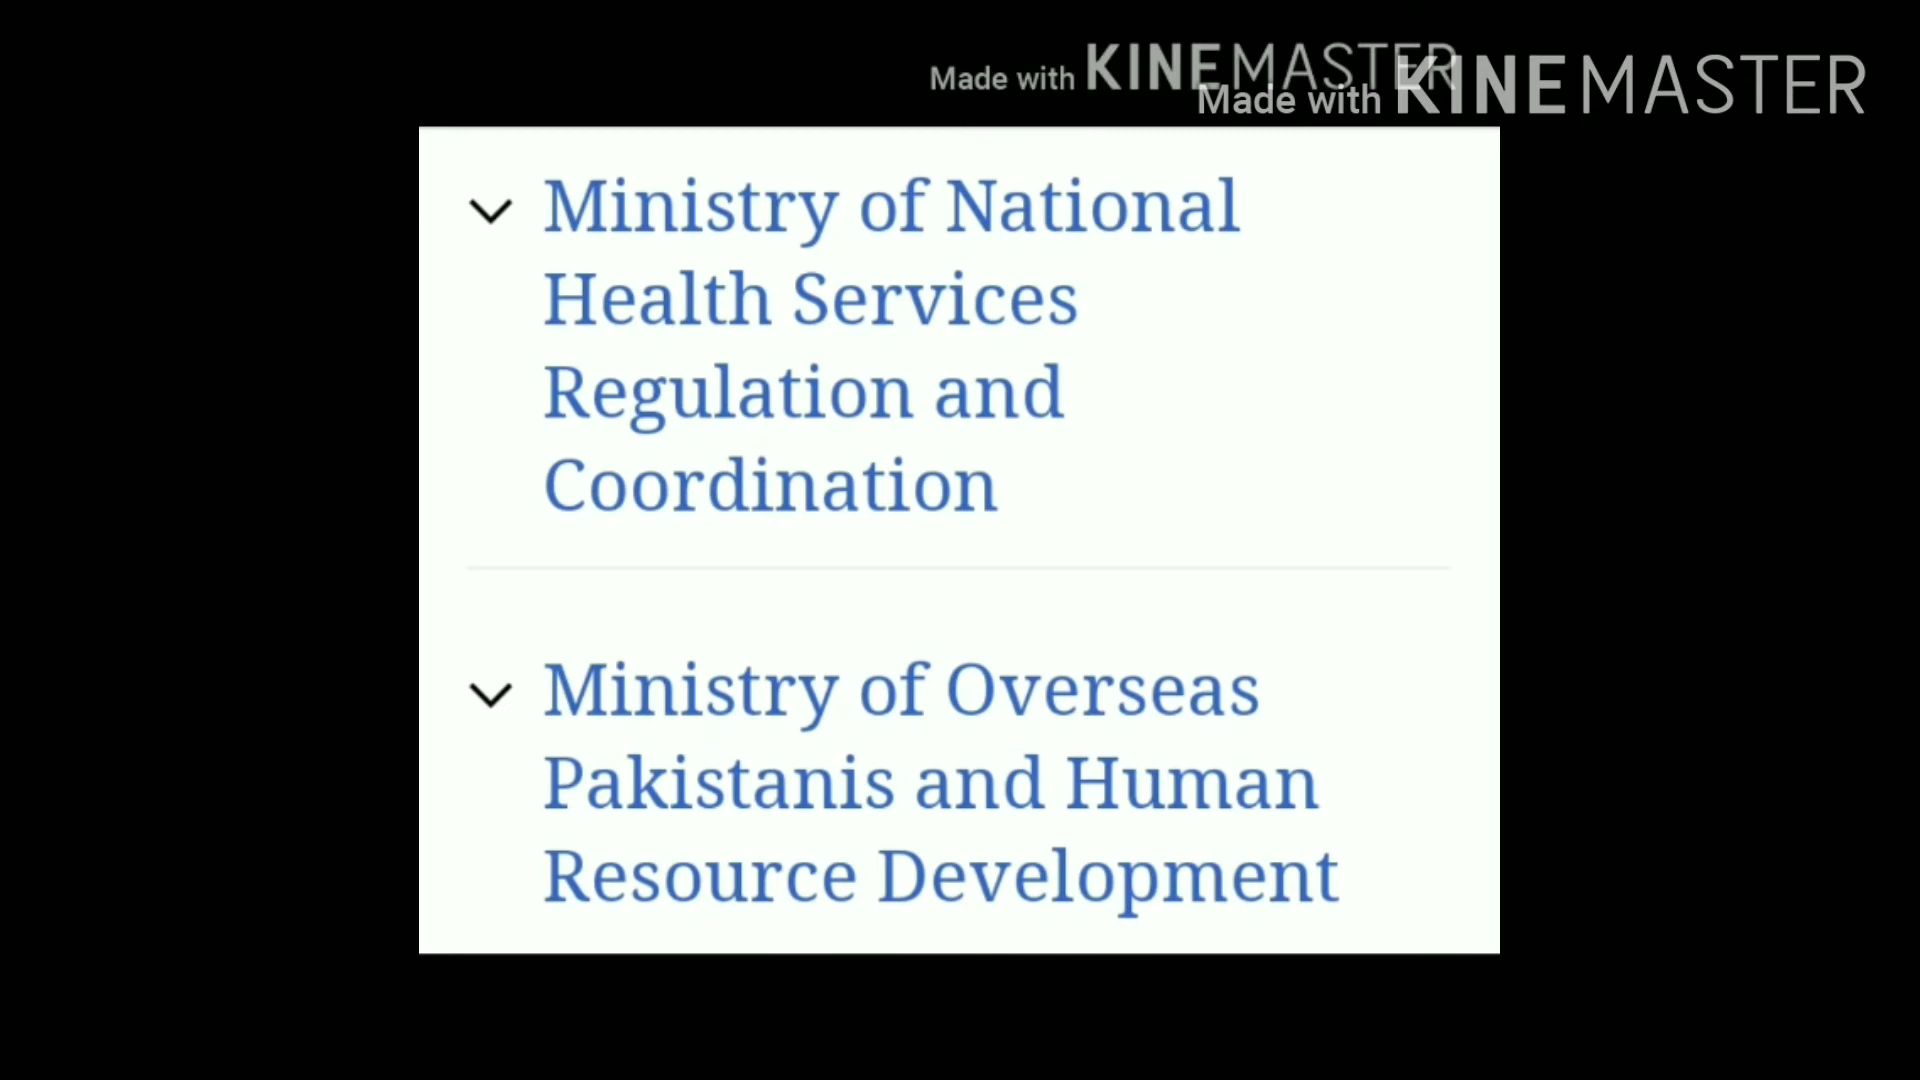 Made with KINEMASTER
Made with KINEMASTER
Ministry of National
Health Services
Regulation and
Coordination
Ministry of Overseas
Pakistanis and Human
Resource Development